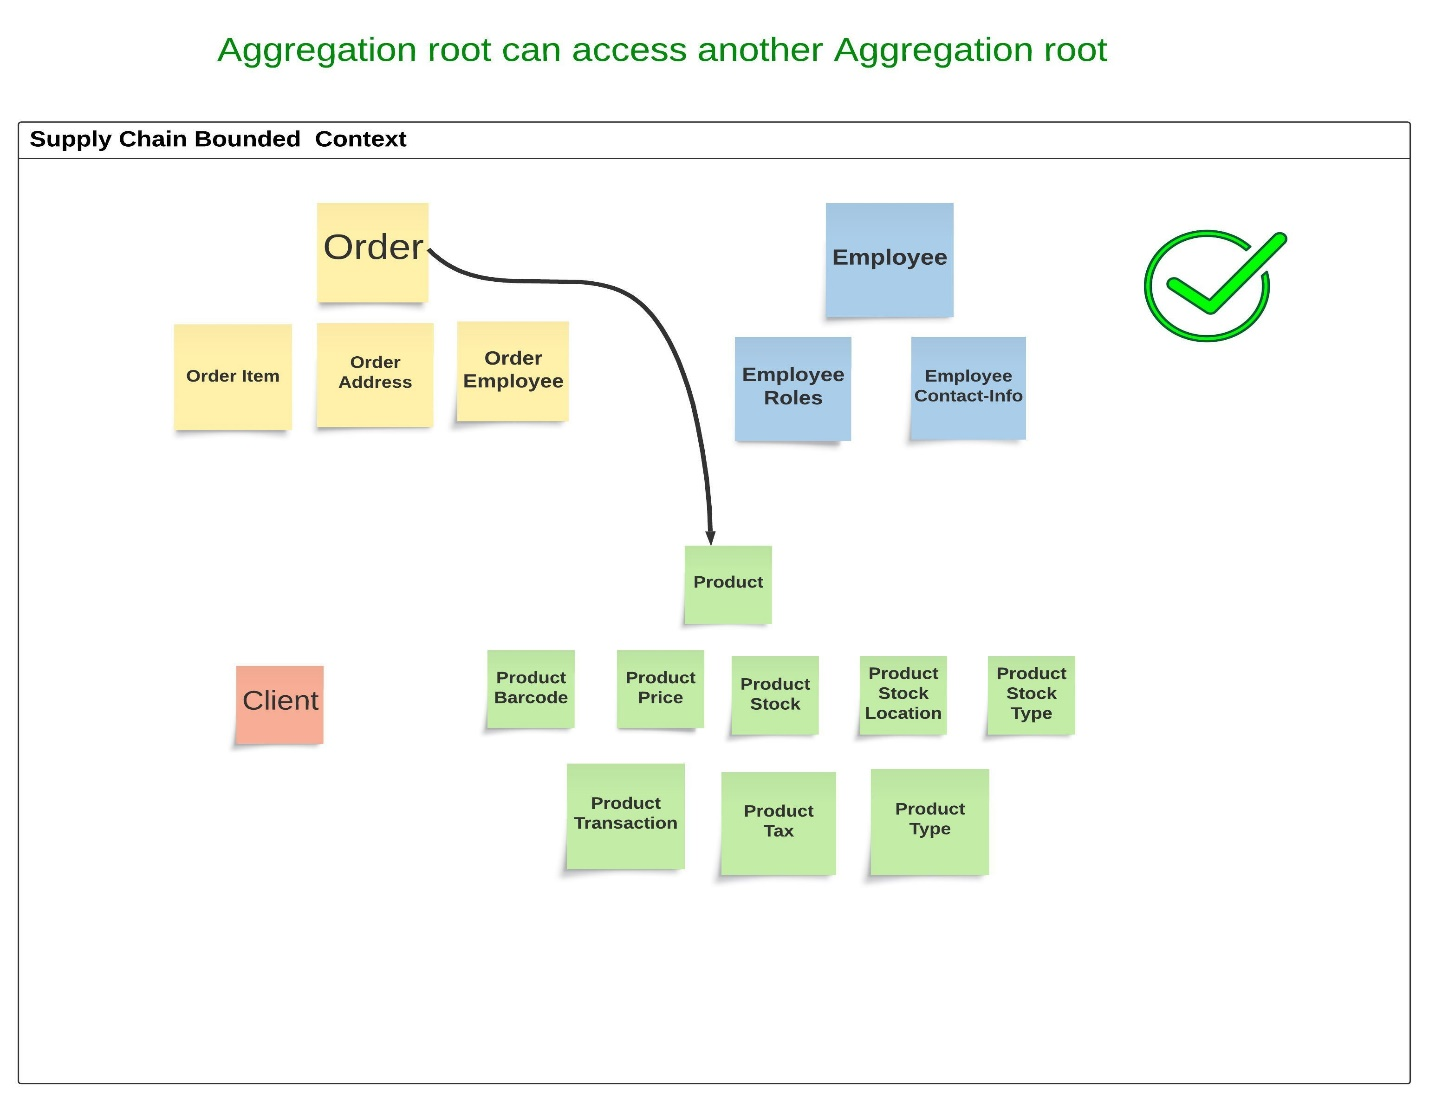 Aggregation root can access another Aggregation root
Supply Chain Bounded  Context
Order
Employee
Order Item
Order
Address
Order
Employee
Employee
Roles
Employee
Contact-Info
Product
Client
Product
Barcode
Product
Price
Product
Stock
Product
Stock
Location
Product
Stock
Type
Product
Transaction
Product
Tax
Product
Type